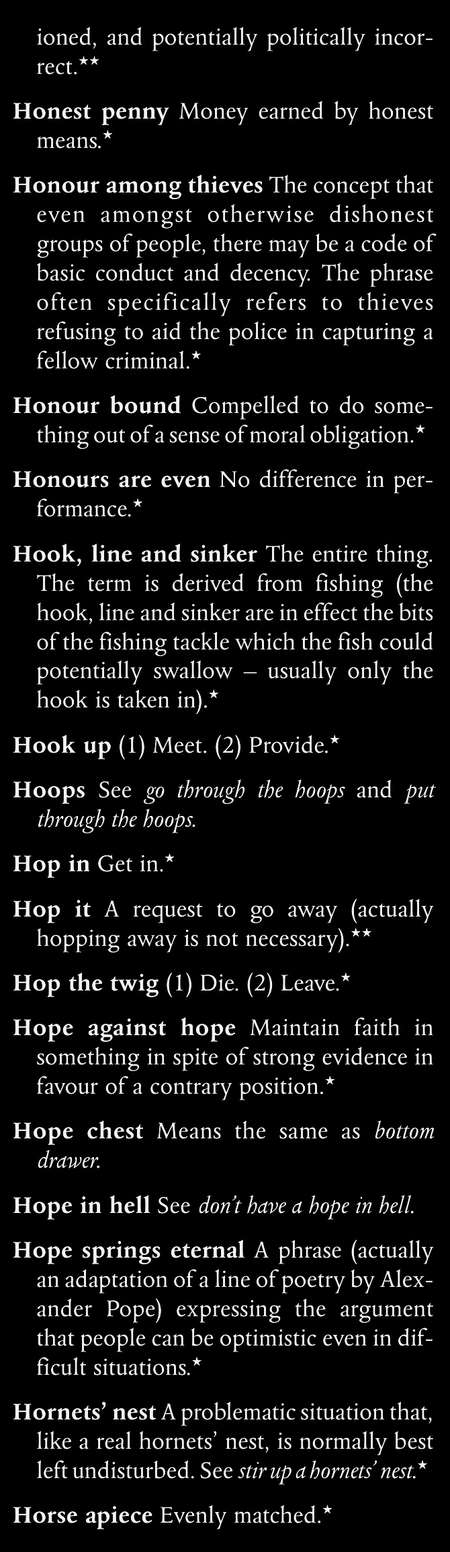 ioned, and potentially politically incor-
rect.★★
Honest penny Money earned by honest
means.★
Honour among thieves The concept that
even amongst otherwise dishonest
groups of people, there may be a code of
basic conduct and decency. The phrase
often specifically refers to thieves
refusing to aid the police in capturing a
fellow criminal.★
Honour bound Compelled to do some-
thing out of a sense of moral obligation.★
Honours are even No difference in per-
formance.★
Hook, line and sinker The entire thing.
The term is derived from fishing (the
hook, line and sinker are in effect the bits
of the fishing tackle which the fish could
potentially swallow – usually only the
hook is taken in).★
Hook up (1) Meet. (2) Provide.★
Hoops See go through the hoops and put
through the hoops.
Hop in Get in.★
Hop it A request to go away (actually
hopping away is not necessary).★★
Hop the twig (1) Die. (2) Leave.★
Hope against hope Maintain faith in
something in spite of strong evidence in
favour of a contrary position.★
Hope chest Means the same as bottom
drawer.
Hope in hell See don't have a hope in hell.
Hope springs eternal A phrase (actually
an adaptation of a line of poetry by Alex-
ander Pope) expressing the argument
that people can be optimistic even in dif-
ficult situations.★
Hornets' nest A problematic situation that,
like a real hornets' nest, is normally best
left undisturbed. See stir up a hornets' nest.★
Horse apiece Evenly matched.★